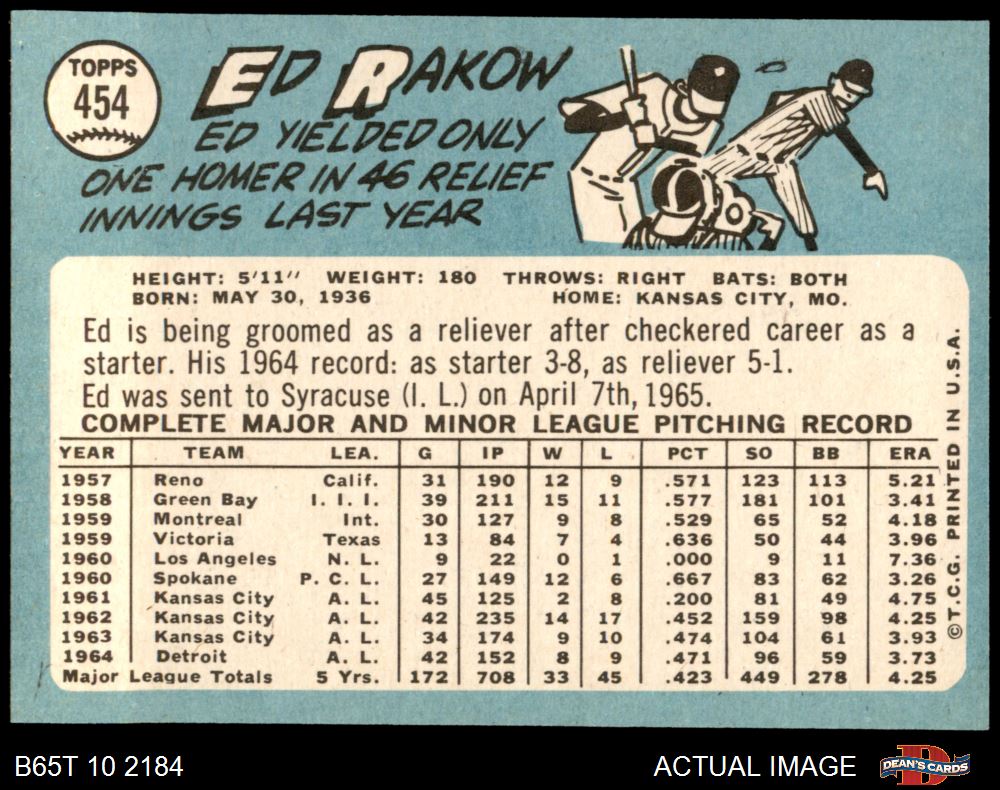 TOPPS
454
ED RAKOW
ED YIELDED ONLY
ONE HOMER IN 46 RELIEF
INNINGS LAST YEAR
HEIGHT: 5'11" WEIGHT: 180 THROWS: RIGHT BATS: BOTH
BORN: MAY 30, 1936 HOME: KANSAS CITY, MO.
Ed is being groomed as a reliever after checkered career as a
starter. His 1964 record: as starter 3-8, as reliever 5-1.
Ed was sent to Syracuse (I. L.) on April 7th, 1965.
COMPLETE MAJOR AND MINOR LEAGUE PITCHING RECORD
YEAR TEAM LEA. G IP W L PCT SO BB ERA
1957 Reno Calif. 31 190 12 9 .571 123 113 5.21
1958 Green Bay I. I. I. 39 211 15 11 .577 181 101 3.41
1959 Montreal Int. 30 127 9 8 .529 65 52 4.18
1959 Victoria Texas 13 84 7 4 .636 50 44 3.96
1960 Los Angeles N. L. 9 22 0 1 .000 9 11 7.36
1960 Spokane P. C. L. 27 149 12 6 .667 83 62 3.26
1961 Kansas City A. L. 45 125 2 8 .200 81 49 4.75
1962 Kansas City A. L. 42 235 14 17 .452 159 98 4.25
1963 Kansas City A. L. 34 174 9 10 .474 104 61 3.93
1964 Detroit A. L. 42 152 8 9 .471 96 59 3.73
Major League Totals 5 Yrs. 172 708 33 45 .423 449 278 4.25
©T.C.G. PRINTED IN U.S.A.
B65T 10 2184
ACTUAL IMAGE
D
DEAN'S CARDS